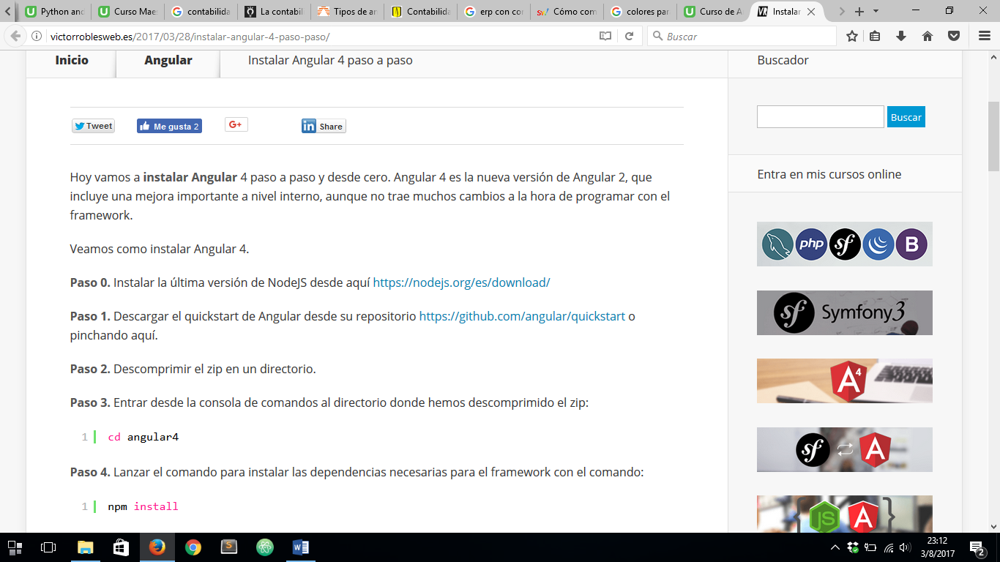 Python and
Curso Maes
contabilida
La contabili
Tipos de ar
Contabilida
erp con con
Cómo com
colores par
Curso de A
Instalar
victorroblesweb.es/2017/03/28/instalar-angular-4-paso-paso/
Buscar
Inicio
Angular
Instalar Angular 4 paso a paso
Tweet
Me gusta 2
G+
in Share
Hoy vamos a instalar Angular 4 paso a paso y desde cero. Angular 4 es la nueva versión de Angular 2, que
incluye una mejora importante a nivel interno, aunque no trae muchos cambios a la hora de programar con el
framework.
Veamos como instalar Angular 4.
Paso 0. Instalar la última versión de NodeJS desde aquí https://nodejs.org/es/download/
Paso 1. Descargar el quickstart de Angular desde su repositorio https://github.com/angular/quickstart o
pinchando aquí.
Paso 2. Descomprimir el zip en un directorio.
Paso 3. Entrar desde la consola de comandos al directorio donde hemos descomprimido el zip:
1 cd angular4
Paso 4. Lanzar el comando para instalar las dependencias necesarias para el framework con el comando:
1 npm install
Buscador
Buscar
Entra en mis cursos online
php sf B
sf Symfony3
A4
sf A
{ JS A }
23:12
3/8/2017
2